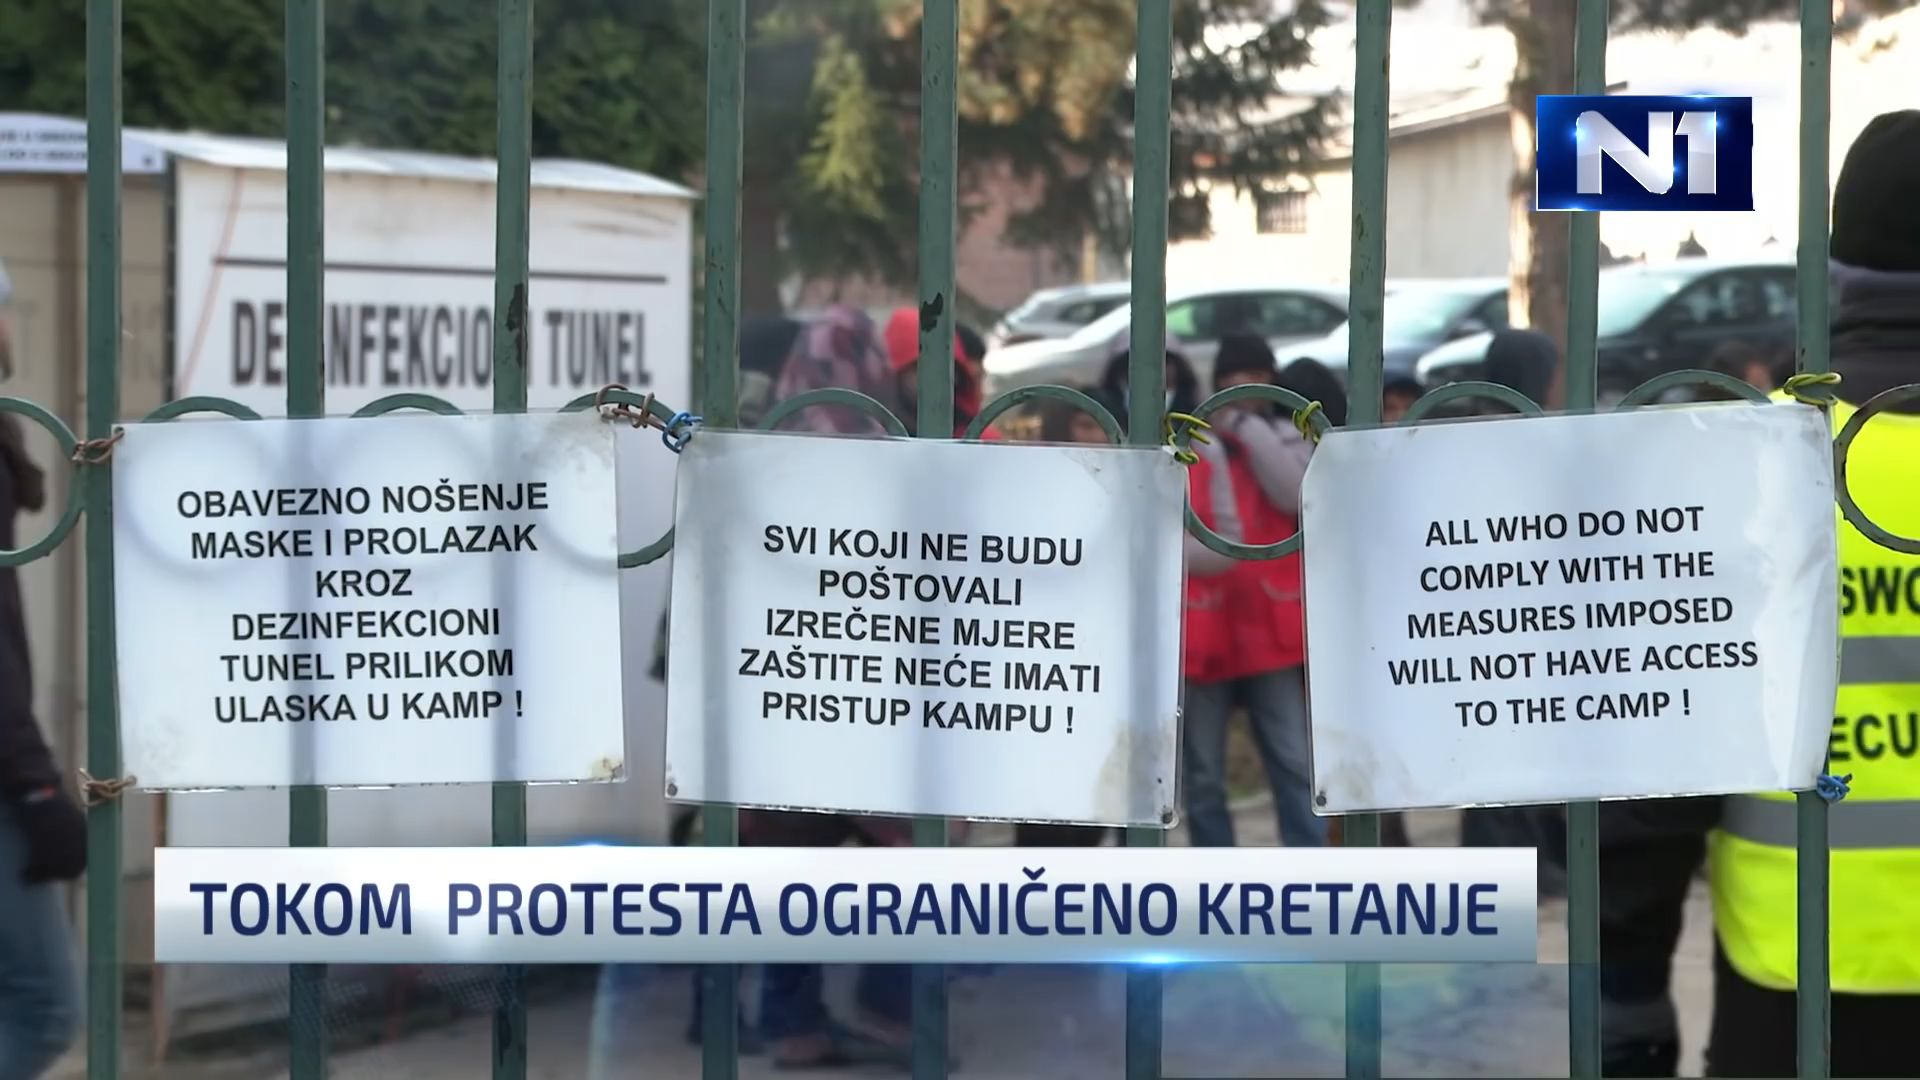 N1
DEZINFEKCIONI TUNEL
OBAVEZNO NOŠENJE
MASKE I PROLAZAK
KROZ
DEZINFEKCIONI
TUNEL PRILIKOM
ULASKA U KAMP !
SVI KOJI NE BUDU
POŠTOVALI
IZREČENE MJERE
ZAŠTITE NEĆE IMATI
PRISTUP KAMPU !
ALL WHO DO NOT
COMPLY WITH THE
MEASURES IMPOSED
WILL NOT HAVE ACCESS
TO THE CAMP !
TOKOM PROTESTA OGRANIČENO KRETANJE